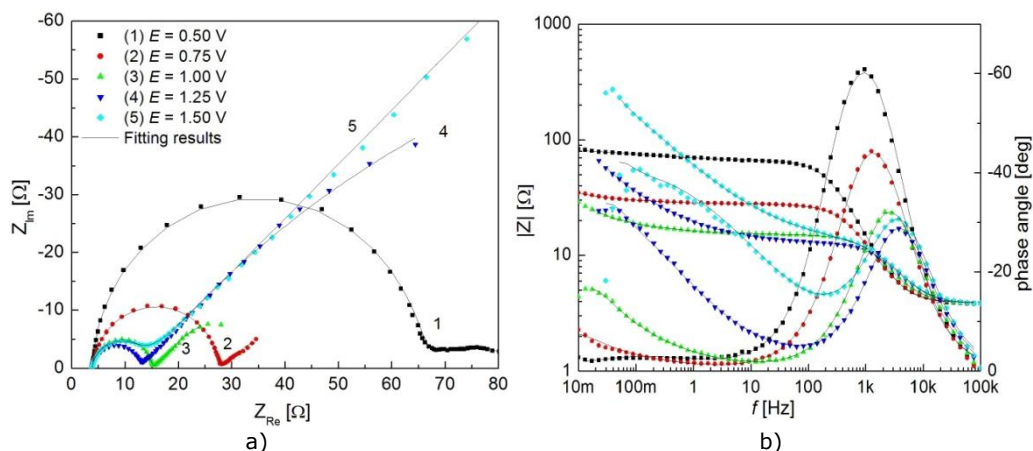 -60
-50
-40
-30
-20
-10
0
0 10 20 30 40 50 60 70 80
Z_Im [Ω]
Z_Re [Ω]
(1) E = 0.50 V
(2) E = 0.75 V
(3) E = 1.00 V
(4) E = 1.25 V
(5) E = 1.50 V
Fitting results
5
4
1
3
2
a)
1000
100
10
1
|Z| [Ω]
10m 100m 1 10 100 1k 10k 100k
f [Hz]
-60
-40
-20
0
phase angle [deg]
b)